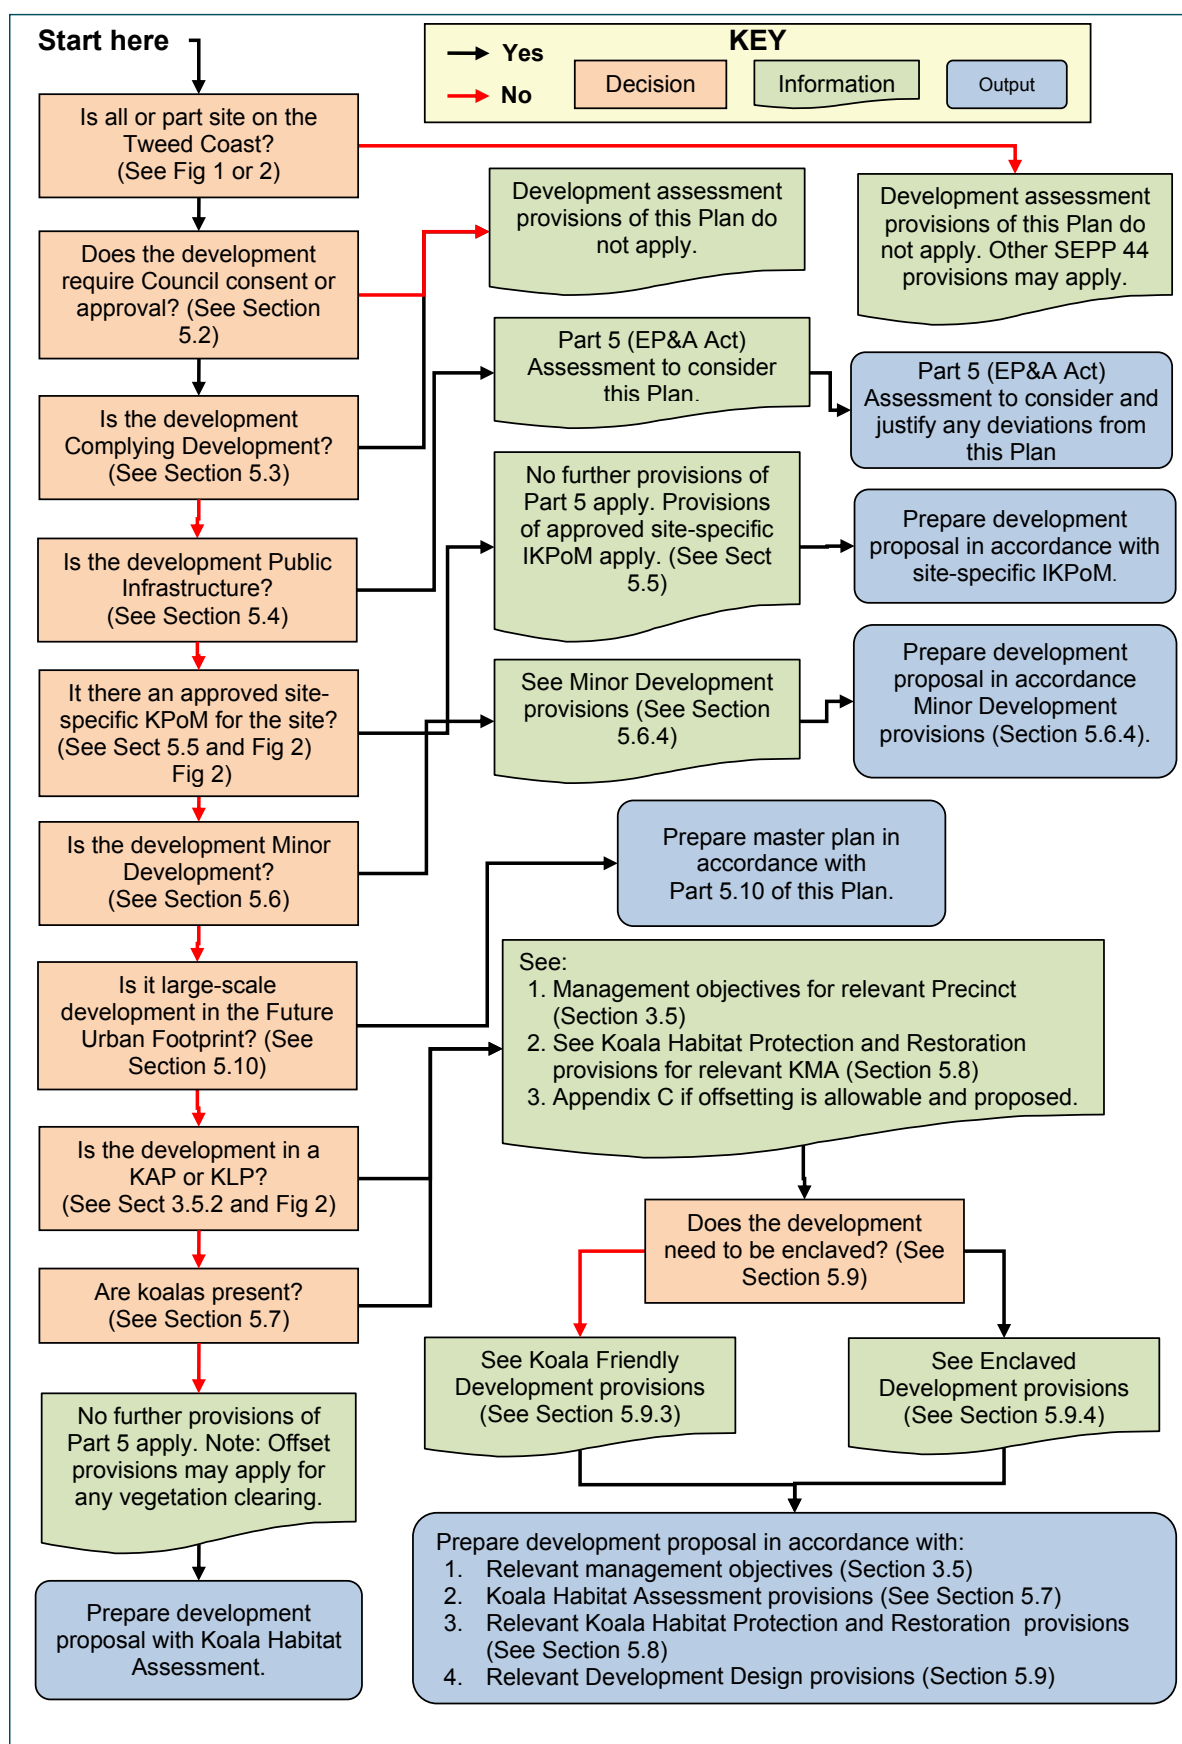 Start here
KEY
Yes
No
Decision
Information
Output
Is all or part site on the
Tweed Coast?
(See Fig 1 or 2)
Development assessment
provisions of this Plan do
not apply.
Development assessment
provisions of this Plan do
not apply. Other SEPP 44
provisions may apply.
Does the development
require Council consent or
approval? (See Section
5.2)
Part 5 (EP&A Act)
Assessment to consider
this Plan.
Part 5 (EP&A Act)
Assessment to consider and
justify any deviations from
this Plan
Is the development
Complying Development?
(See Section 5.3)
No further provisions of
Part 5 apply. Provisions
of approved site-specific
IKPoM apply. (See Sect
5.5)
Prepare development
proposal in accordance with
site-specific IKPoM.
Is the development Public
Infrastructure?
(See Section 5.4)
See Minor Development
provisions (See Section
5.6.4)
Prepare development
proposal in accordance
Minor Development
provisions (Section 5.6.4).
It there an approved site-
specific KPoM for the site?
(See Sect 5.5 and Fig 2)
Fig 2)
Is the development Minor
Development?
(See Section 5.6)
Prepare master plan in
accordance with
Part 5.10 of this Plan.
Is it large-scale
development in the Future
Urban Footprint? (See
Section 5.10)
See:
1. Management objectives for relevant Precinct
(Section 3.5)
2. See Koala Habitat Protection and Restoration
provisions for relevant KMA (Section 5.8)
3. Appendix C if offsetting is allowable and proposed.
Is the development in a
KAP or KLP?
(See Sect 3.5.2 and Fig 2)
Does the development
need to be enclaved? (See
Section 5.9)
Are koalas present?
(See Section 5.7)
See Koala Friendly
Development provisions
(See Section 5.9.3)
See Enclaved
Development provisions
(See Section 5.9.4)
No further provisions of
Part 5 apply. Note: Offset
provisions may apply for
any vegetation clearing.
Prepare development
proposal with Koala Habitat
Assessment.
Prepare development proposal in accordance with:
1. Relevant management objectives (Section 3.5)
2. Koala Habitat Assessment provisions (See Section 5.7)
3. Relevant Koala Habitat Protection and Restoration provisions
(See Section 5.8)
4. Relevant Development Design provisions (Section 5.9)